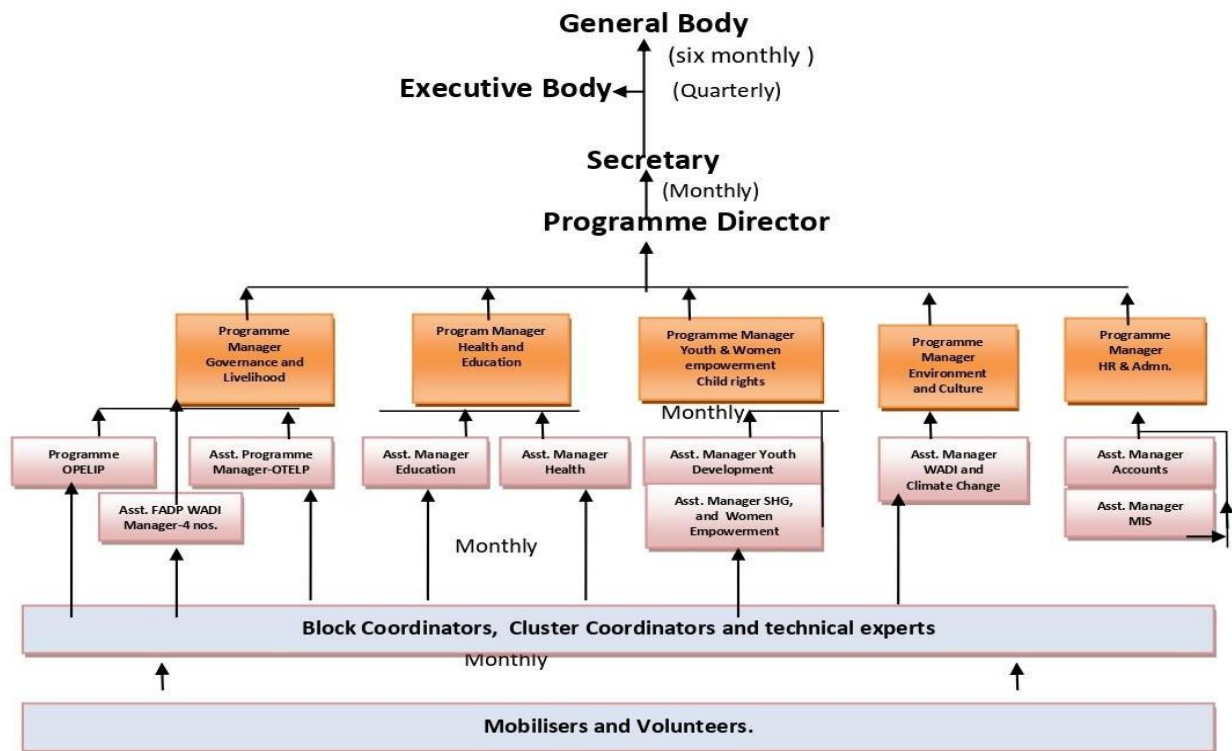 General Body
(six monthly )
Executive Body
(Quarterly)
Secretary
(Monthly)
Programme Director
Programme
Manager
Governance and
Livelihood
Program Manager
Health and
Education
Programme Manager
Youth & Women
empowerment
Child rights
Programme
Manager
Environment
and Culture
Programme
Manager
HR & Admn.
Monthly
Programme
OPELIP
Asst. Programme
Manager-OTELP
Asst. Manager
Education
Asst. Manager
Health
Asst. Manager Youth
Development
Asst. Manager
WADI and
Climate Change
Asst. Manager
Accounts
Asst. FADP WADI
Manager-4 nos.
Asst. Manager SHG,
and Women
Empowerment
Asst. Manager
MIS
Monthly
Block Coordinators, Cluster Coordinators and technical experts
Monthly
Mobilisers and Volunteers.